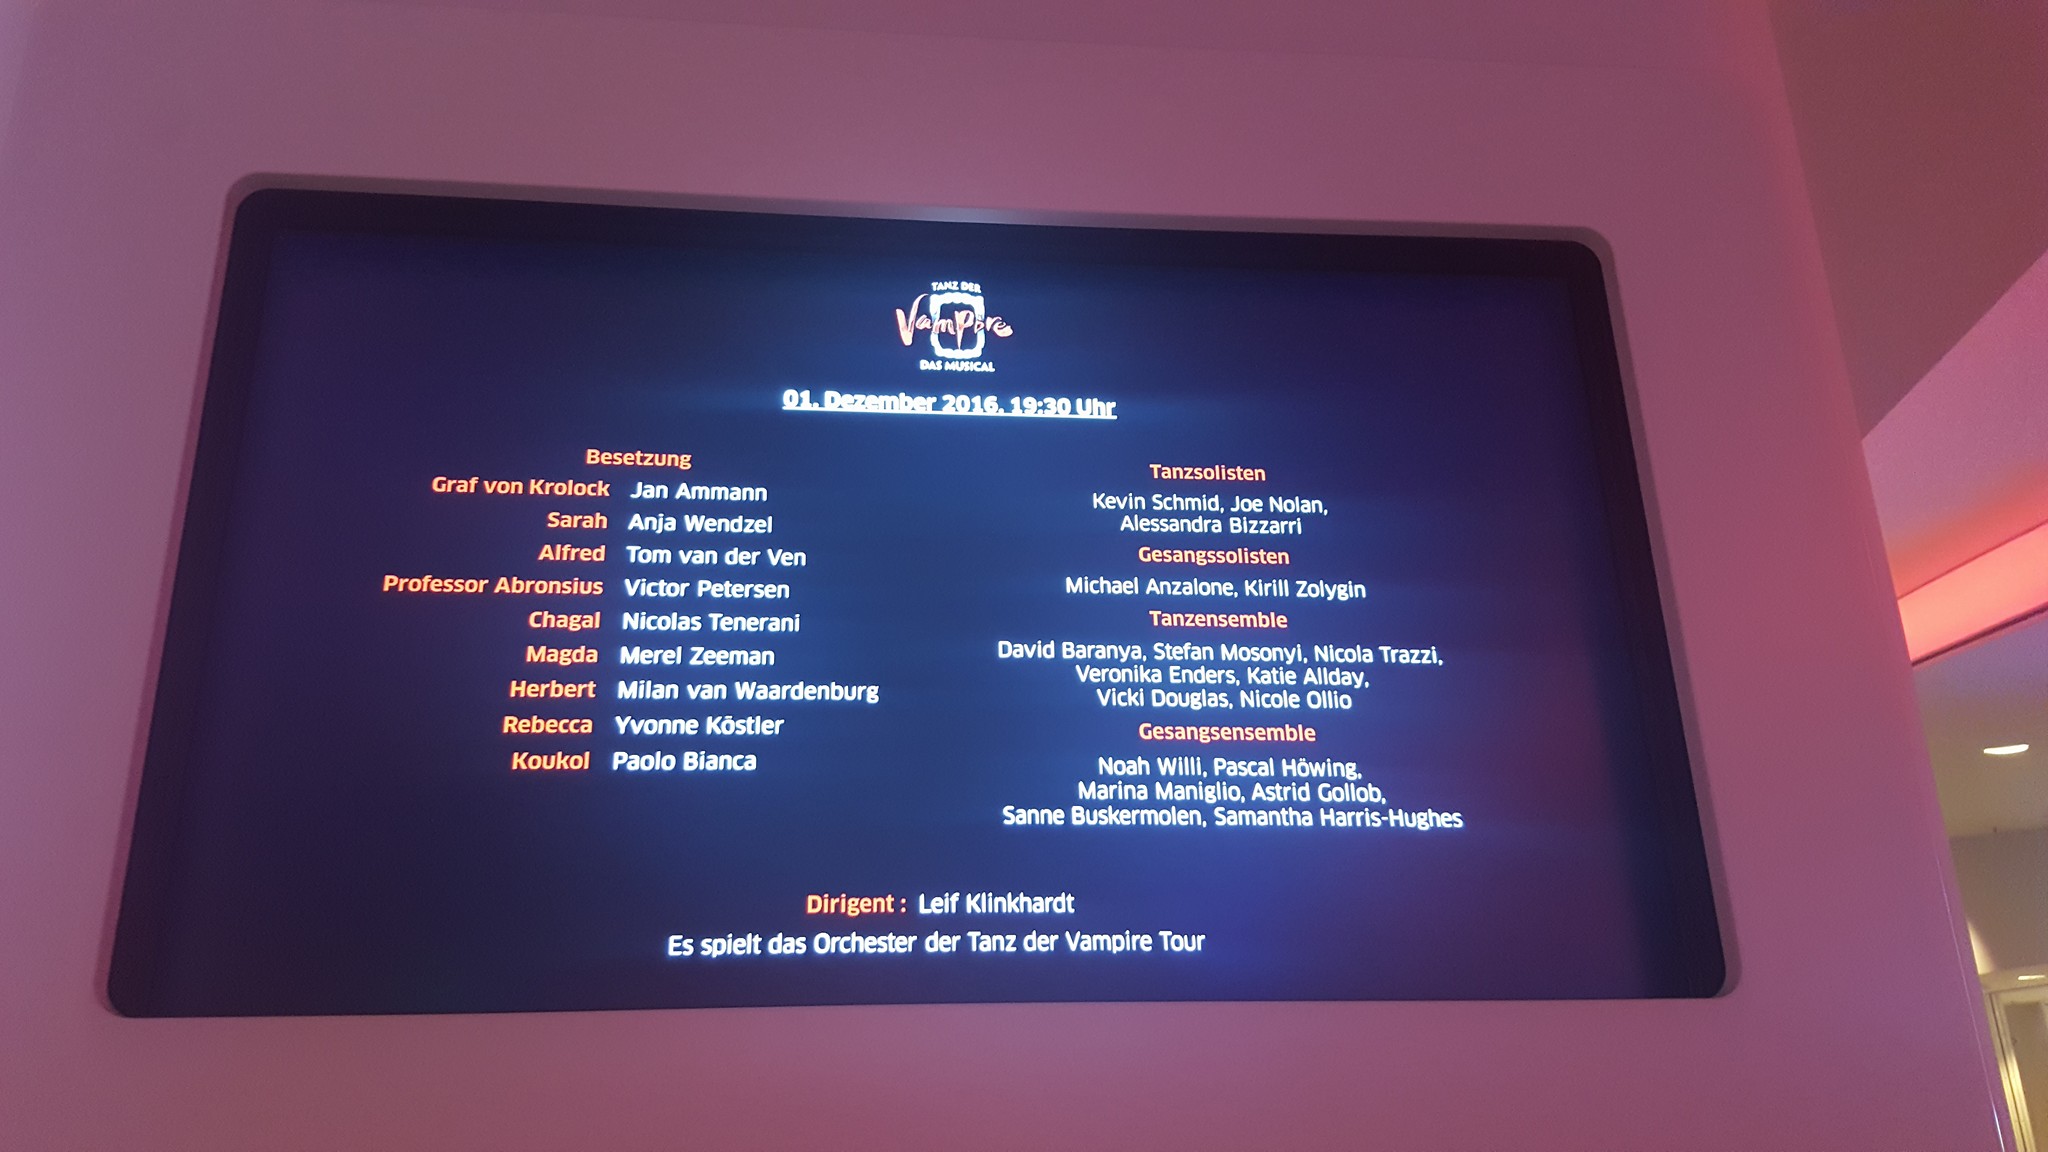 TANZ DER
Vampire
DAS MUSICAL
01. Dezember 2016, 19:30 Uhr
Besetzung
Graf von Krolock Jan Ammann
Sarah Anja Wendzel
Alfred Tom van der Ven
Professor Abronsius Victor Petersen
Chagal Nicolas Tenerani
Magda Merel Zeeman
Herbert Milan van Waardenburg
Rebecca Yvonne Köstler
Koukol Paolo Bianca
Tanzsolisten
Kevin Schmid, Joe Nolan,
Alessandra Bizzarri
Gesangssolisten
Michael Anzalone, Kirill Zolygin
Tanzensemble
David Baranya, Stefan Mosonyi, Nicola Trazzi,
Veronika Enders, Katie Allday,
Vicki Douglas, Nicole Ollio
Gesangsensemble
Noah Willi, Pascal Höwing,
Marina Maniglio, Astrid Gollob,
Sanne Buskermolen, Samantha Harris-Hughes
Dirigent : Leif Klinkhardt
Es spielt das Orchester der Tanz der Vampire Tour